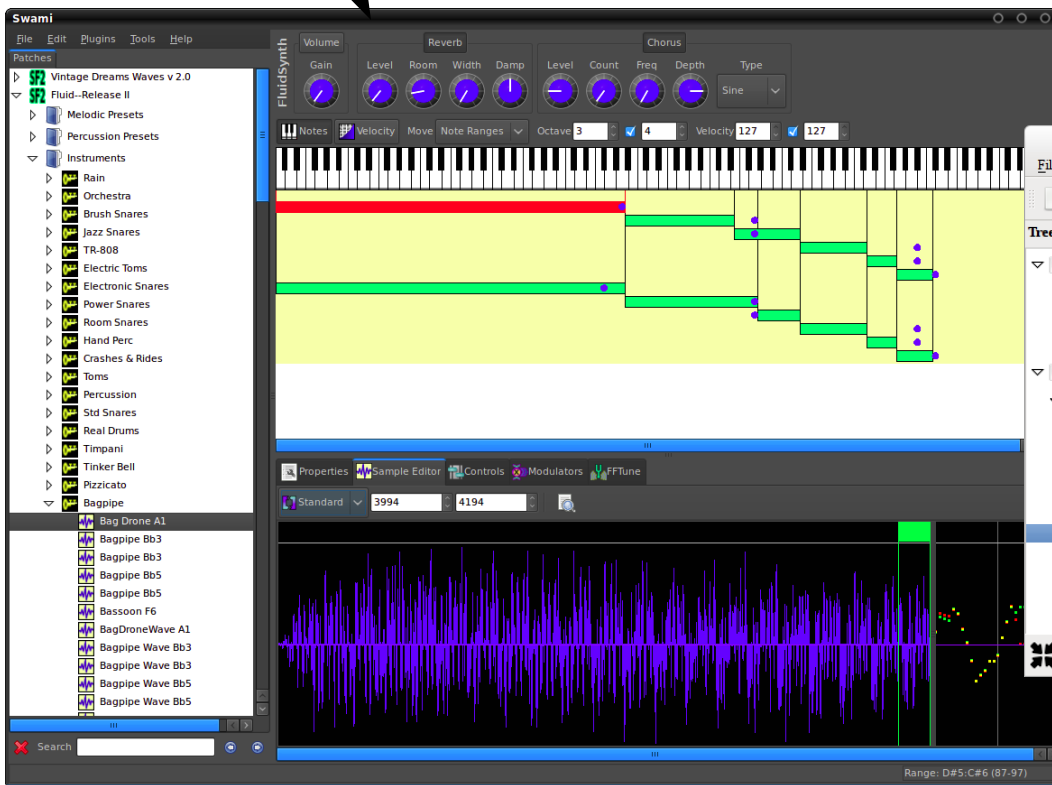 Swami
File Edit Plugins Tools Help
Patches
SF2 Vintage Dreams Waves v 2.0
SF2 Fluid--Release II
Melodic Presets
Percussion Presets
Instruments
Rain
Orchestra
Brush Snares
Jazz Snares
TR-808
Electric Toms
Electronic Snares
Power Snares
Room Snares
Hand Perc
Crashes & Rides
Toms
Percussion
Std Snares
Real Drums
Timpani
Tinker Bell
Pizzicato
Bagpipe
Bag Drone A1
Bagpipe Bb3
Bagpipe Bb3
Bagpipe Bb5
Bagpipe Bb5
Bassoon F6
BagDroneWave A1
Bagpipe Wave Bb3
Bagpipe Wave Bb3
Bagpipe Wave Bb5
Bagpipe Wave Bb5
Search
FluidSynth
Volume Reverb Chorus
Gain Level Room Width Damp Level Count Freq Depth Type
Sine
Notes Velocity Move Note Ranges Octave 3 4 Velocity 127 127
Properties Sample Editor Controls Modulators FFTune
Standard 3994 4194
Range: D#5:C#6 (87-97)
Fil
Tree